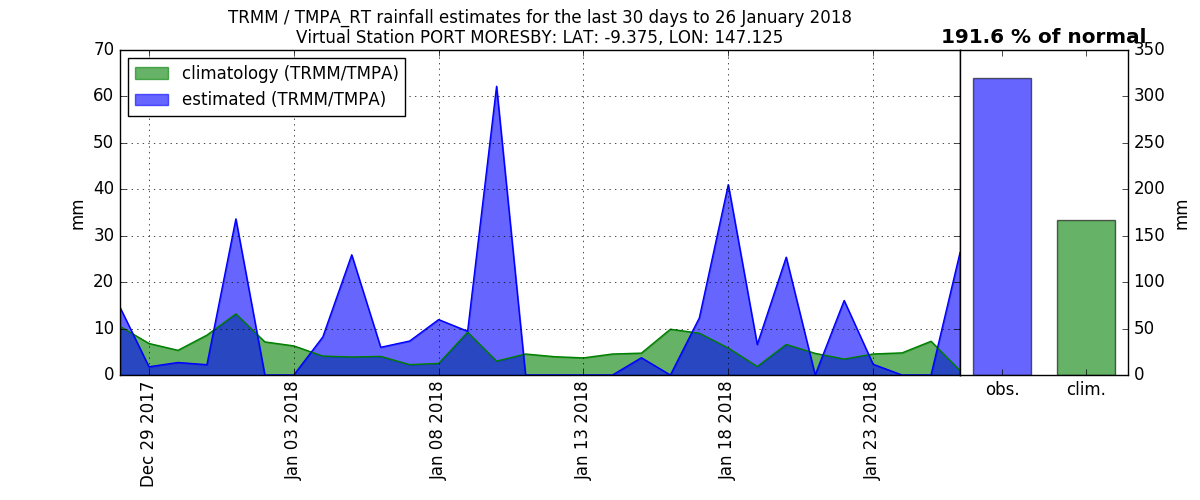 TRMM / TMPA_RT rainfall estimates for the last 30 days to 26 January 2018
Virtual Station PORT MORESBY: LAT: -9.375, LON: 147.125
191.6 % of normal
climatology (TRMM/TMPA)
estimated (TRMM/TMPA)
70
60
50
40
30
20
10
0
mm
Dec 29 2017
Jan 03 2018
Jan 08 2018
Jan 13 2018
Jan 18 2018
Jan 23 2018
obs.
clim.
350
300
250
200
150
100
50
0
mm